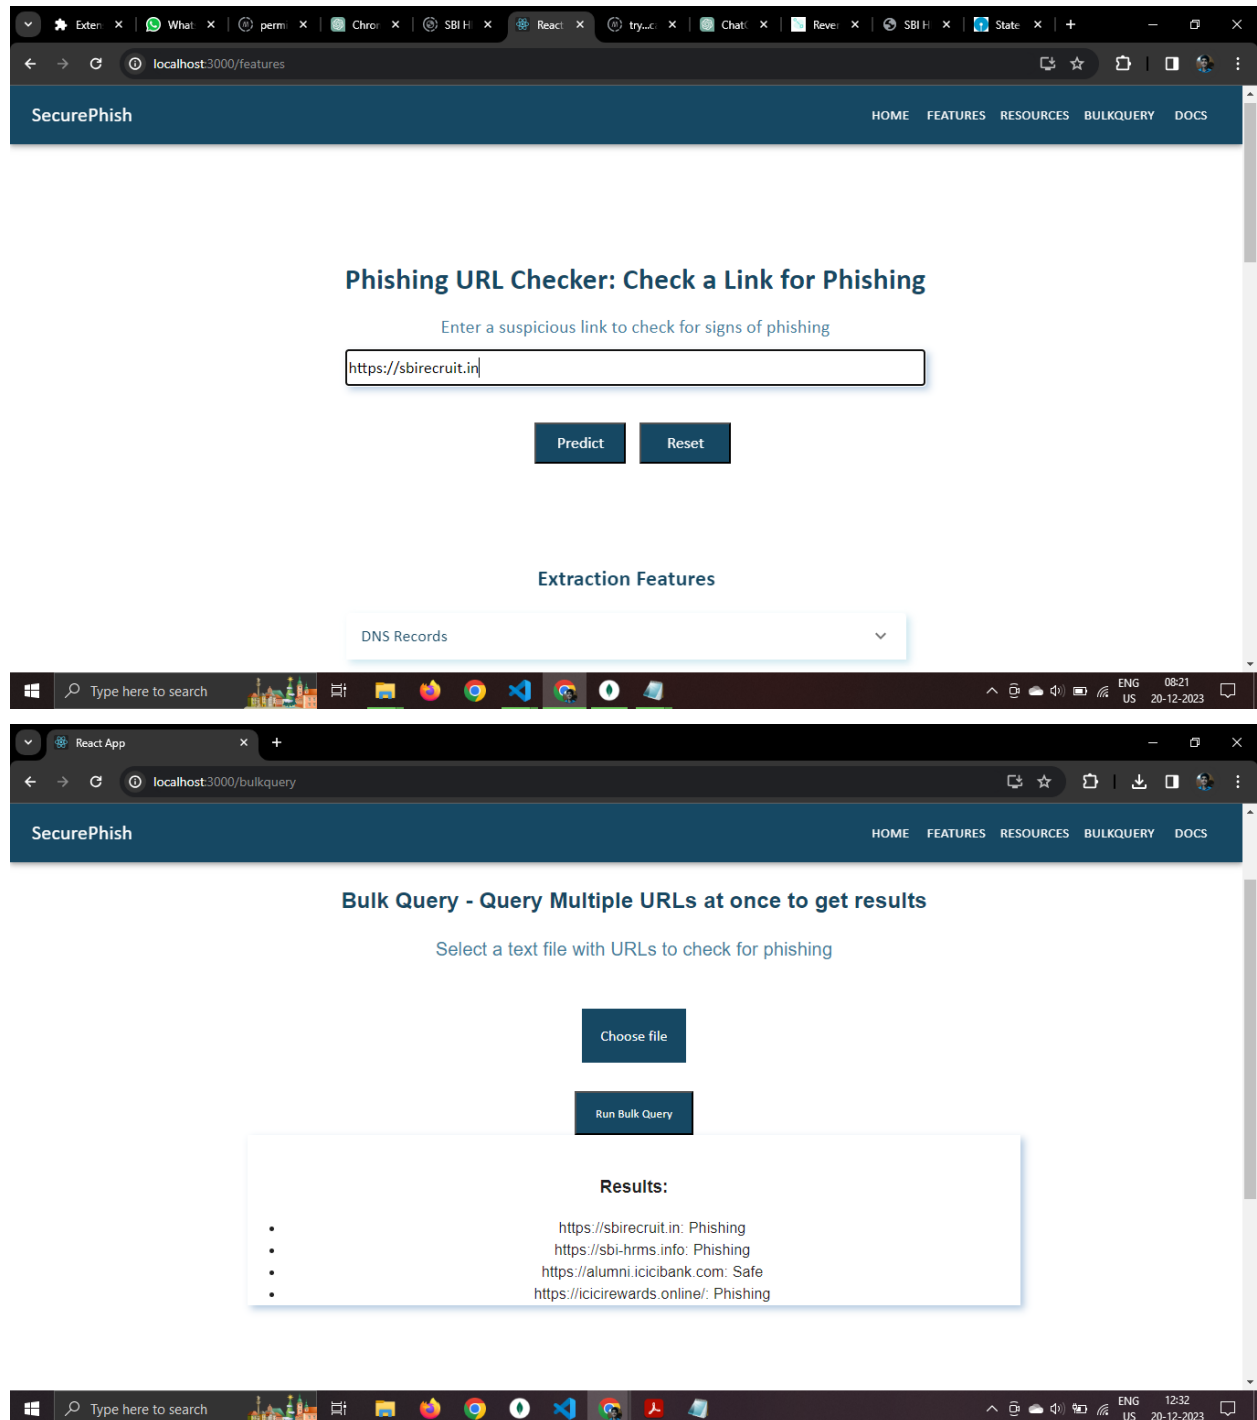 Exten
What
permi
Chror
SBI H
React
try...ca
Chat
Rever
SBI H
State
localhost:3000/features
SecurePhish
HOME FEATURES RESOURCES BULKQUERY DOCS
Phishing URL Checker: Check a Link for Phishing
Enter a suspicious link to check for signs of phishing
https://sbirecruit.in
Predict Reset
Extraction Features
DNS Records
Type here to search
ENG 08:21
US 20-12-2023
React App
localhost:3000/bulkquery
SecurePhish
HOME FEATURES RESOURCES BULKQUERY DOCS
Bulk Query - Query Multiple URLs at once to get results
Select a text file with URLs to check for phishing
Choose file
Run Bulk Query
Results:
https://sbirecruit.in: Phishing
https://sbi-hrms.info: Phishing
https://alumni.icicibank.com: Safe
https://icicirewards.online/: Phishing
Type here to search
ENG 12:32
US 20-12-2023